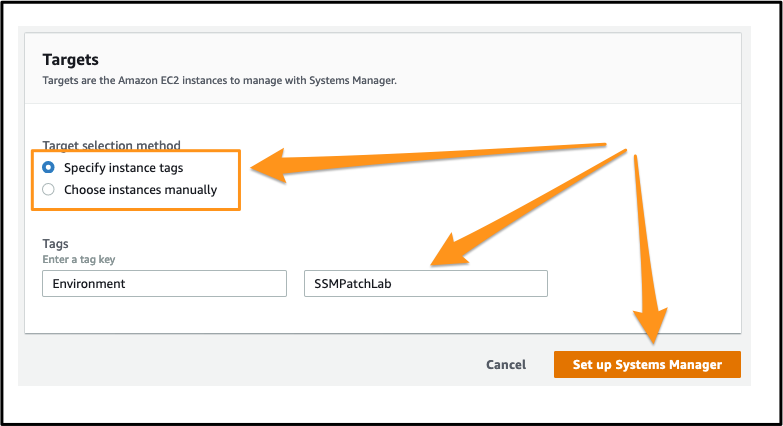 Targets
Targets are the Amazon EC2 instances to manage with Systems Manager.
Target selection method
Specify instance tags
Choose instances manually
Tags
Enter a tag key
Environment
SSMPatchLab
Cancel
Set up Systems Manager